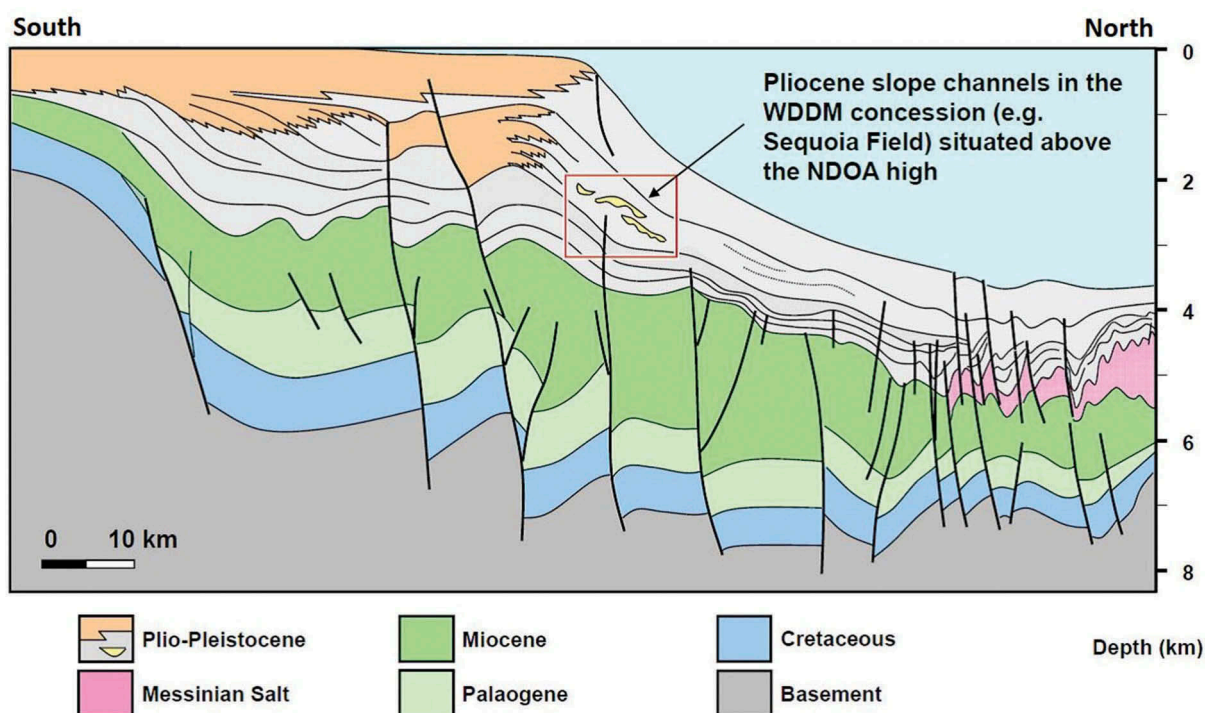 South
North
Pliocene slope channels in the
WDDM concession (e.g.
Sequoia Field) situated above
the NDOA high
0
2
4
6
8
0 10 km
Plio-Pleistocene
Miocene
Cretaceous
Depth (km)
Messinian Salt
Palaogene
Basement